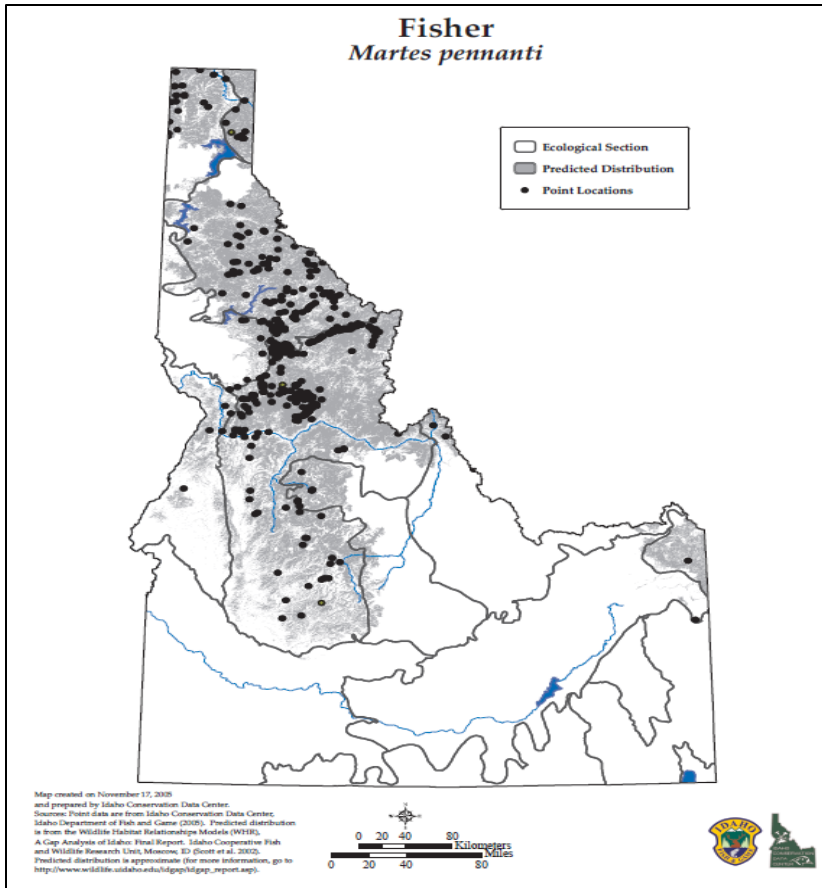 Fisher
Martes pennanti
Ecological Section
Predicted Distribution
Point Locations
Map created on November 17, 2005
and prepared by Idaho Conservation Data Center.
Sources: Point data are from Idaho Conservation Data Center,
Idaho Department of Fish and Game (2005). Predicted distribution
is from the Wildlife Habitat Relationships Models (WHR),
A Gap Analysis of Idaho: Final Report. Idaho Cooperative Fish
and Wildlife Research Unit, Moscow, ID (Scott et al. 2002).
Predicted distribution is approximate (for more information, go to
http://www.wildlife.uidaho.edu/idgap/idgap_report.asp).
0 20 40 80
Kilometers
Miles
0 20 40 80
IDAHO
FISH & GAME